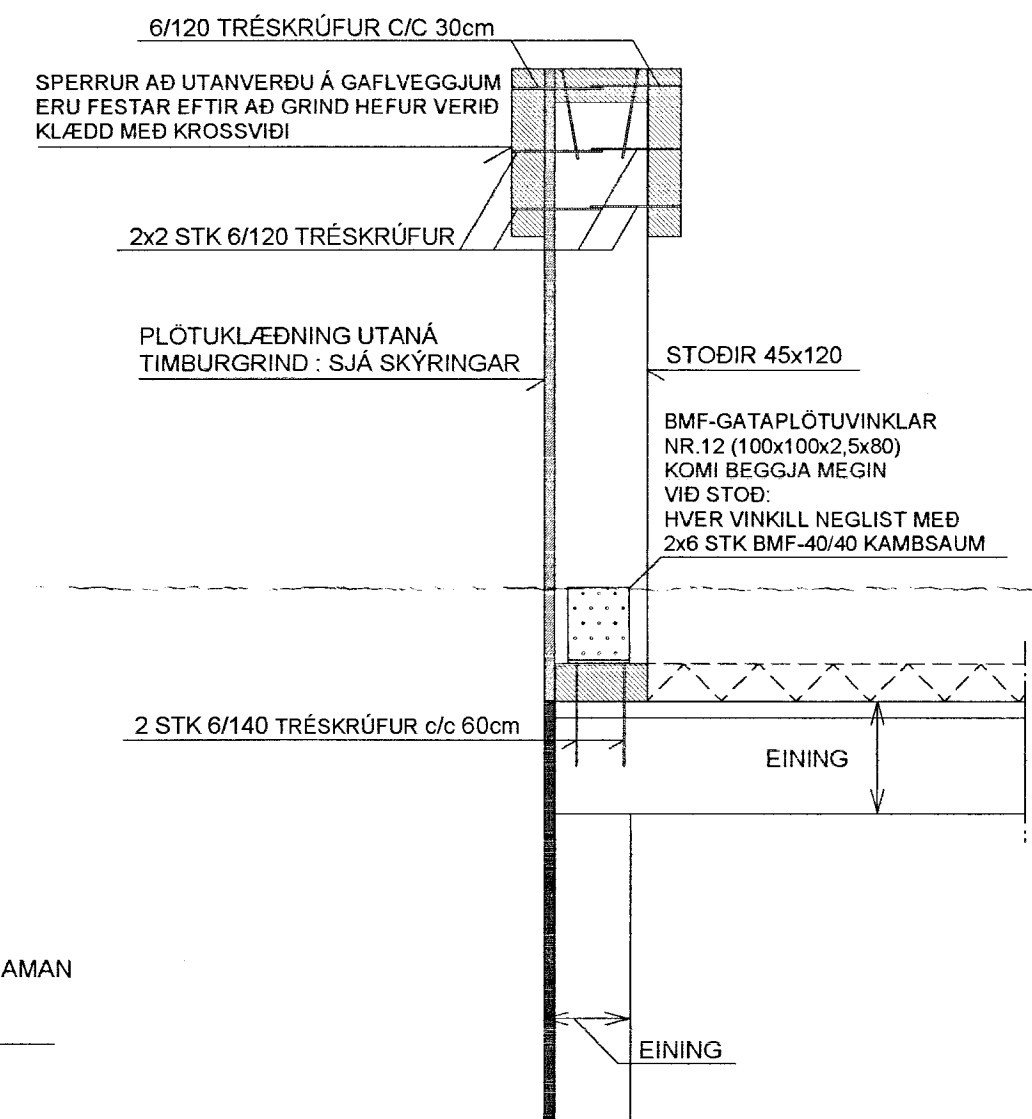 6/120 TRÉSKRÚFUR C/C 30cm
SPERRUR AÐ UTANVERÐU Á GAFLVEGGJUM
ERU FESTAR EFTIR AÐ GRIND HEFUR VERIÐ
KLÆDD MEÐ KROSSVIÐI
2x2 STK 6/120 TRÉSKRÚFUR
PLÖTUKLÆÐNING UTANÁ
TIMBURGRIND : SJÁ SKÝRINGAR
STOÐIR 45x120
BMF-GATAPLÖTUVINKLAR
NR.12 (100x100x2,5x80)
KOMI BEGGJA MEGIN
VIÐ STOÐ:
HVER VINKILL NEGLIST MEÐ
2x6 STK BMF-40/40 KAMBSAUM
2 STK 6/140 TRÉSKRÚFUR c/c 60cm
EINING
AMAN
EINING